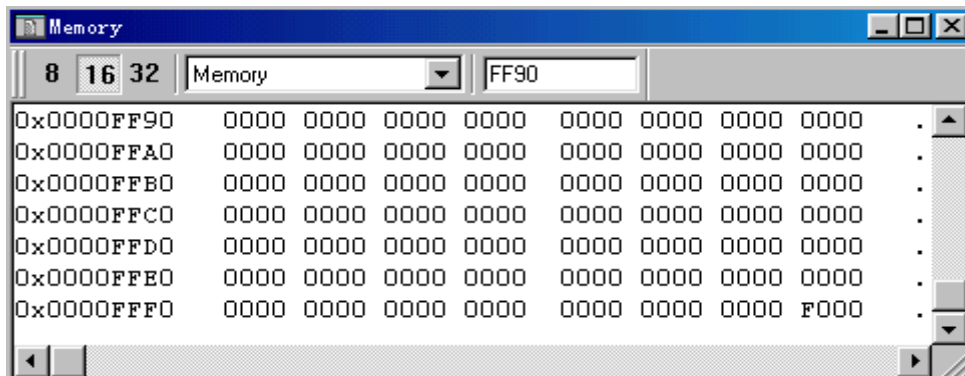 Memory
8 16 32 Memory FF90
0x0000FF90 0000 0000 0000 0000 0000 0000 0000 0000 .
0x0000FFA0 0000 0000 0000 0000 0000 0000 0000 0000 .
0x0000FFB0 0000 0000 0000 0000 0000 0000 0000 0000 .
0x0000FFC0 0000 0000 0000 0000 0000 0000 0000 0000 .
0x0000FFD0 0000 0000 0000 0000 0000 0000 0000 0000 .
0x0000FFE0 0000 0000 0000 0000 0000 0000 0000 0000 .
0x0000FFF0 0000 0000 0000 0000 0000 0000 0000 F000 .